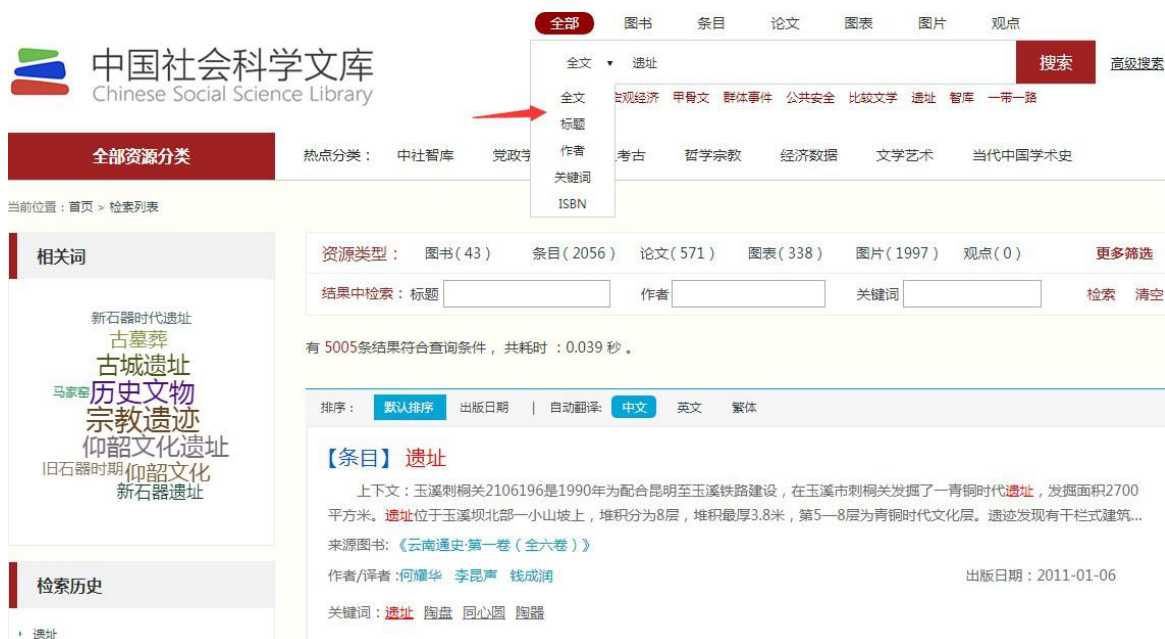 全部 图书 条目 论文 图表 图片 观点
中国社会科学文库
Chinese Social Science Library
全文 ▼ 遗址 搜索 高级搜索
全文 宏观经济 甲骨文 群体事件 公共安全 比较文学 遗址 智库 一带一路
标题
作者
关键词
ISBN
全部资源分类
热点分类： 中社智库 党政学 考古 哲学宗教 经济数据 文学艺术 当代中国学术史
当前位置：首页 > 检索列表
相关词
新石器时代遗址
古墓葬
古城遗址
马家窑 历史文物
宗教遗迹
仰韶文化遗址
旧石器时期 仰韶文化
新石器遗址
检索历史
遗址
资源类型： 图书(43) 条目(2056) 论文(571) 图表(338) 图片(1997) 观点(0) 更多筛选
结果中检索：标题 作者 关键词 检索 清空
有 5005条结果符合查询条件，共耗时 ：0.039 秒 。
排序： 默认排序 出版日期 | 自动翻译: 中文 英文 繁体
【条目】遗址
上下文：玉溪刺桐关2106196是1990年为配合昆明至玉溪铁路建设，在玉溪市刺桐关发掘了一青铜时代遗址，发掘面积2700
平方米。遗址位于玉溪坝北部一小山坡上，堆积分为8层，堆积最厚3.8米，第5—8层为青铜时代文化层。遗迹发现有干栏式建筑...
来源图书:《云南通史·第一卷（全六卷）》
作者/译者:何耀华 李昆声 钱成润 出版日期：2011-01-06
关键词：遗址 陶盘 同心圆 陶器